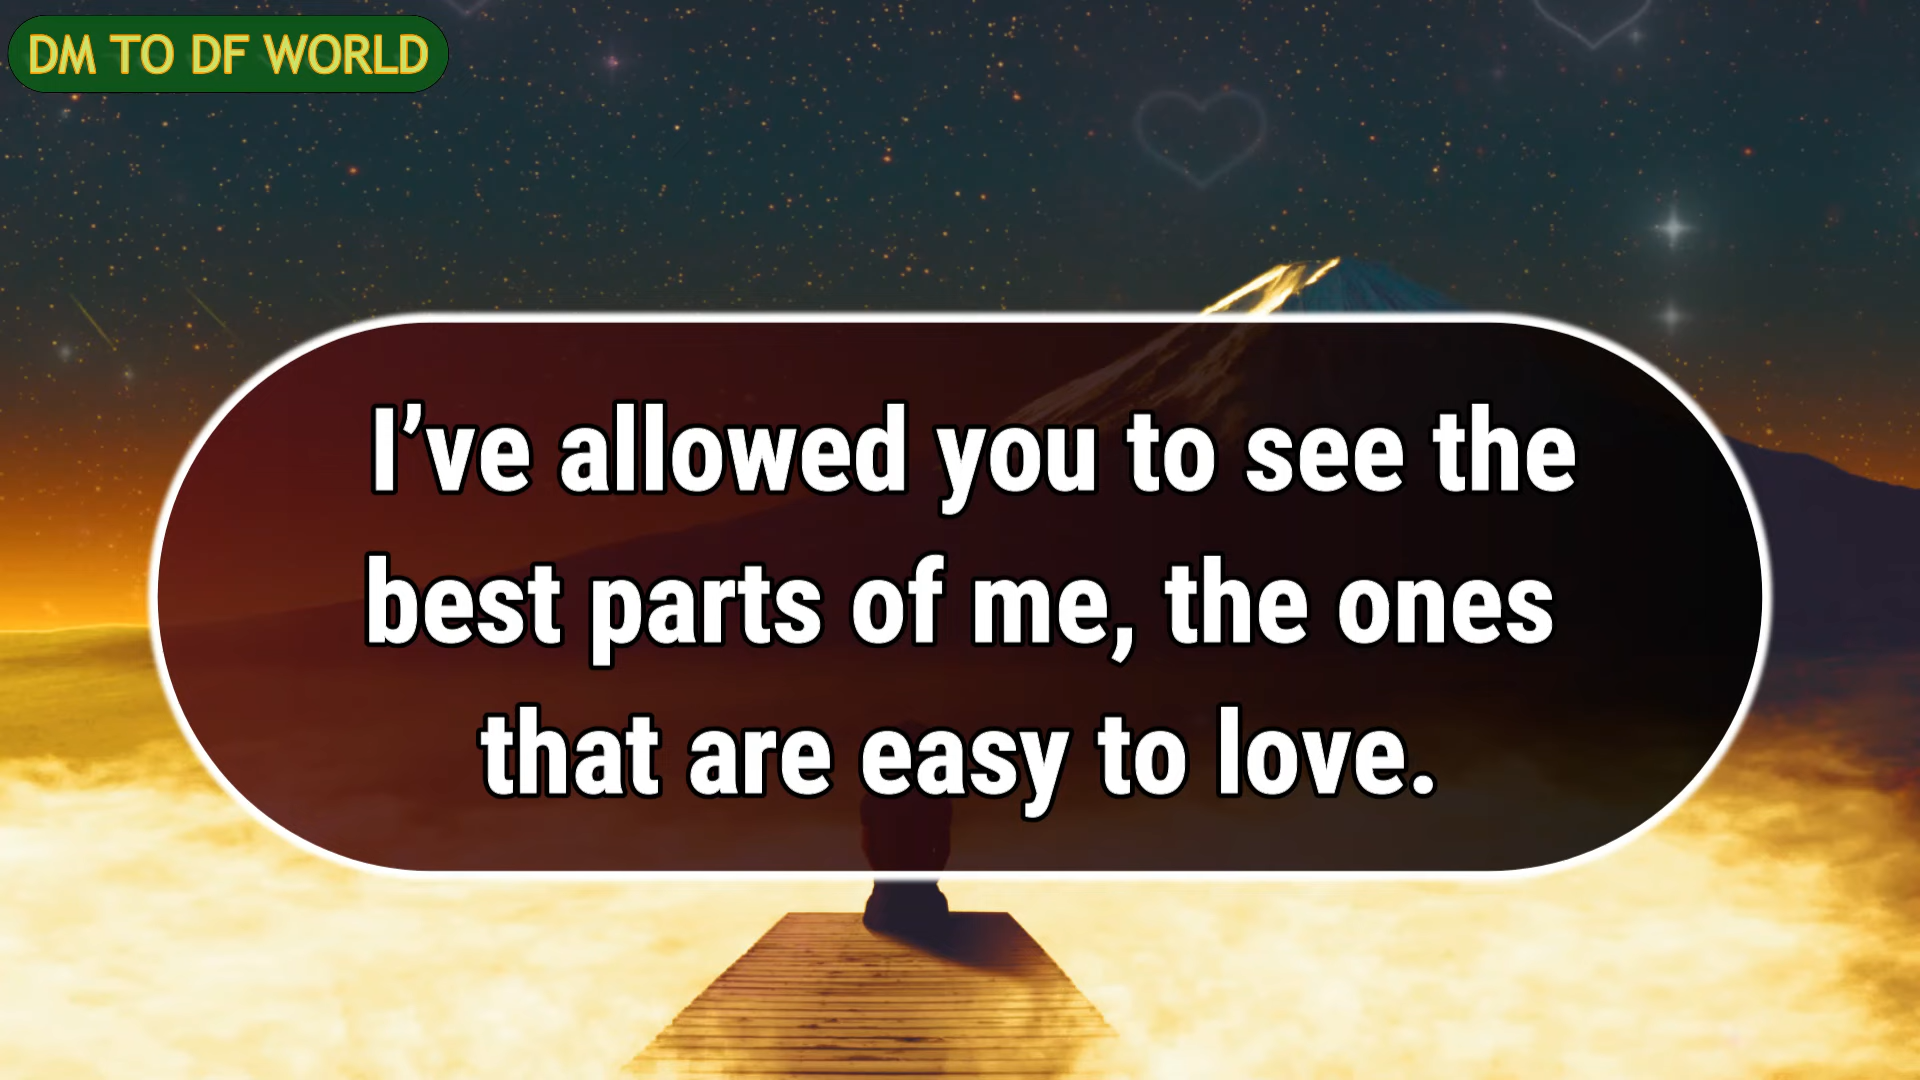 DM TO DF WORLD
I’ve allowed you to see the
best parts of me, the ones
that are easy to love.